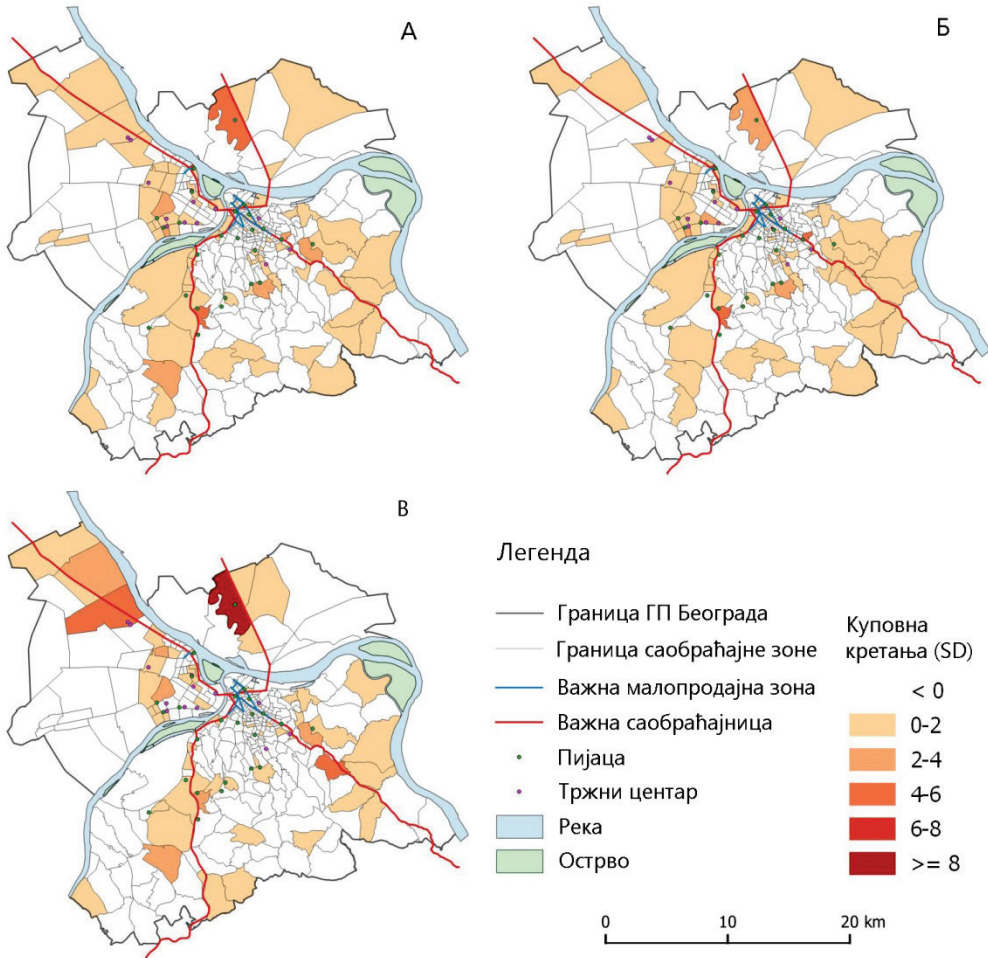 А
Б
В
Легенда
Граница ГП Београда
Граница саобраћајне зоне
Важна малопродајна зона
Важна саобраћајница
Пијаца
Тржни центар
Река
Острво
Куповна
кретања (SD)
< 0
0-2
2-4
4-6
6-8
>= 8
0 10 20 km